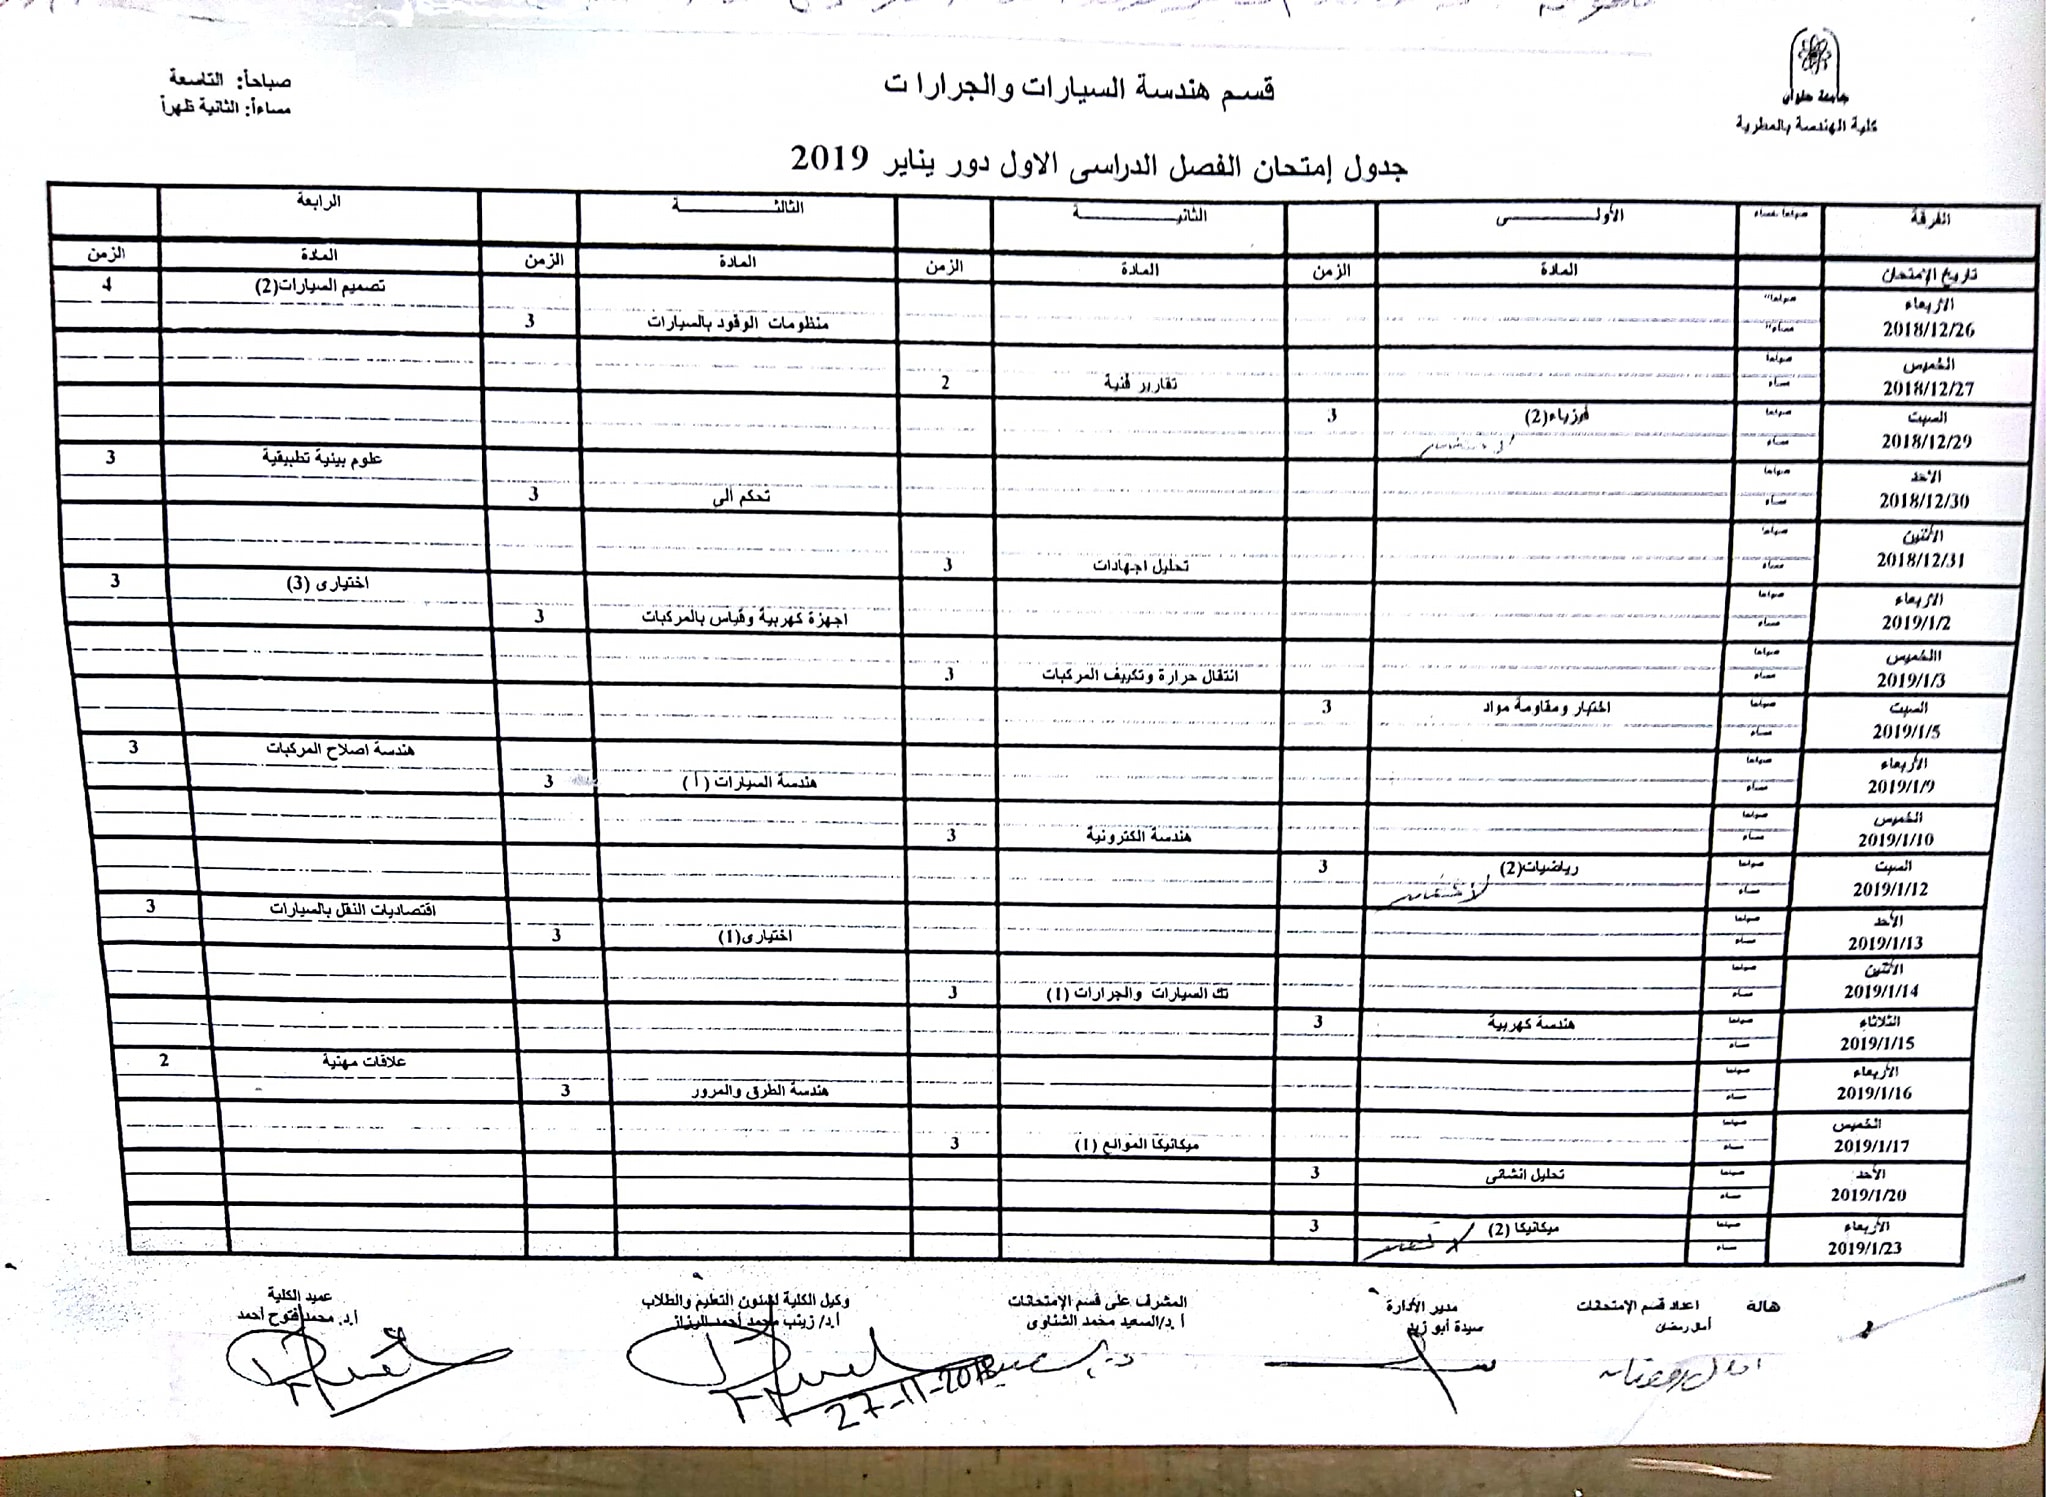 جامعة حلوان
كلية الهندسة بالمطرية
قسم هندسة السيارات والجرارات
صباحاً: التاسعة
مساءاً: الثانية ظهراً
جدول إمتحان الفصل الدراسى الاول دور يناير 2019
الفرقة صباحا مساء الأولى الثانية الثالثة الرابعة
تاريخ الإمتحان المادة الزمن المادة الزمن المادة الزمن المادة الزمن
الأربعاء صباحا" تصميم السيارات(2) 4
2018/12/26 مساء" منظومات الوقود بالسيارات 3
الخميس صباحا
2018/12/27 مساء تقارير فنية 2
السبت صباحا فيزياء(2) 3
2018/12/29 مساء
الأحد صباحا علوم بينية تطبيقية 3
2018/12/30 مساء تحكم الى 3
الأثنين صباحا
2018/12/31 مساء تحليل اجهادات 3
الأربعاء صباحا اختيارى (3) 3
2019/1/2 مساء اجهزة كهربية وقياس بالمركبات 3
الخميس صباحا
2019/1/3 مساء انتقال حرارة وتكييف المركبات 3
السبت صباحا اختبار ومقاومة مواد 3
2019/1/5 مساء
الأربعاء صباحا هندسة اصلاح المركبات 3
2019/1/9 مساء هندسة السيارات (أ) 3
الخميس صباحا
2019/1/10 مساء هندسة الكترونية 3
السبت صباحا رياضيات(2) 3
2019/1/12 مساء
الأحد صباحا اقتصاديات النقل بالسيارات 3
2019/1/13 مساء اختيارى(1) 3
الأثنين صباحا
2019/1/14 مساء تك السيارات والجرارات (1) 3
الثلاثاء صباحا هندسة كهربية 3
2019/1/15 مساء
الأربعاء صباحا علاقات مهنية 2
2019/1/16 مساء هندسة الطرق والمرور 3
الخميس صباحا
2019/1/17 مساء ميكانيكا الموائع (1) 3
الأحد صباحا تحليل انشائى 3
2019/1/20 مساء
الأربعاء صباحا ميكانيكا (2) 3
2019/1/23 مساء
هالة اعداد قسم الإمتحانات مدير الأدارة المشرف على قسم الإمتحانات وكيل الكلية لشئون التعليم والطلاب عميد الكلية
أمال رمضان سيدة أبو زيد أ.د/السعيد محمد الشناوى أ.د/ زينب محمد أحمد الرزاز أ.د. محمد فتوح أحمد
27-11-2018